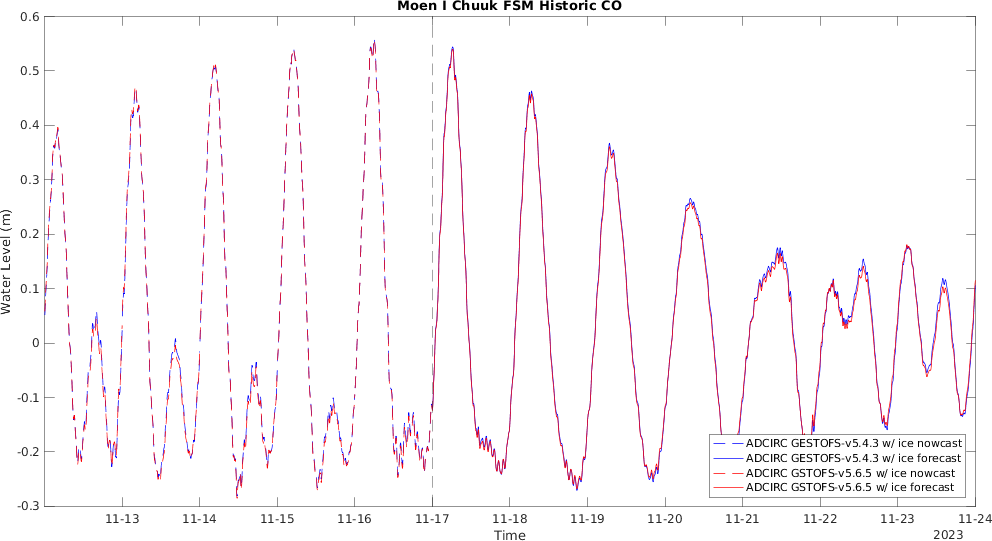 Moen I Chuuk FSM Historic CO
0.6
0.5
0.4
0.3
0.2
0.1
0
-0.1
-0.2
-0.3
Water Level (m)
ADCIRC GESTOFS-v5.4.3 w/ ice nowcast
ADCIRC GESTOFS-v5.4.3 w/ ice forecast
ADCIRC GSTOFS-v5.6.5 w/ ice nowcast
ADCIRC GSTOFS-v5.6.5 w/ ice forecast
11-13 11-14 11-15 11-16 11-17 11-18 11-19 11-20 11-21 11-22 11-23 11-24
Time
2023